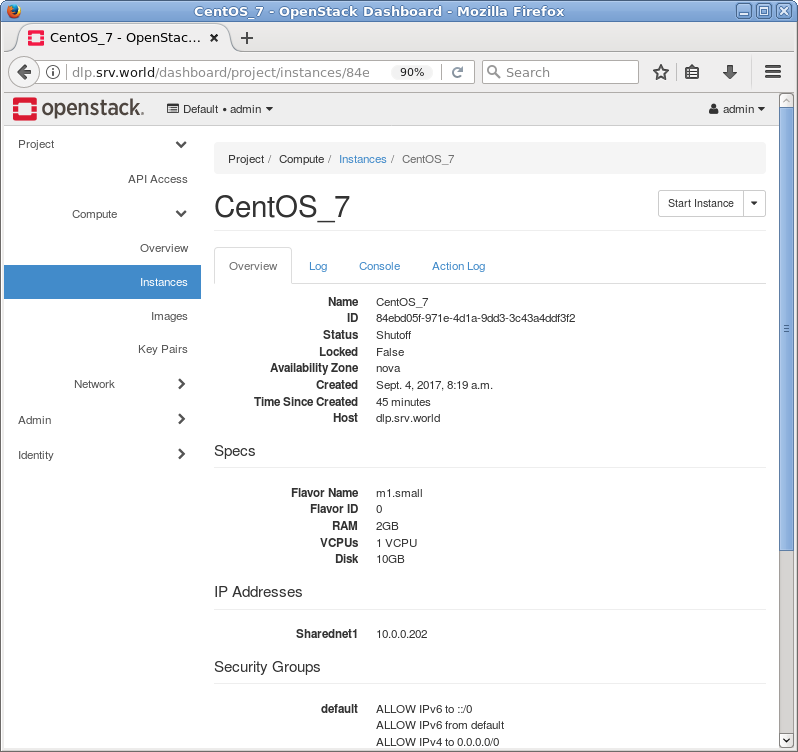 CentOS_7 - OpenStack Dashboard - Mozilla Firefox
CentOS_7 - OpenStac...
dlp.srv.world/dashboard/project/instances/84e 90% Search
openstack. Default • admin admin
Project
API Access
Compute
Overview
Instances
Images
Key Pairs
Network
Admin
Identity
Project / Compute / Instances / CentOS_7
CentOS_7 Start Instance
Overview Log Console Action Log
Name CentOS_7
ID 84ebd05f-971e-4d1a-9dd3-3c43a4ddf3f2
Status Shutoff
Locked False
Availability Zone nova
Created Sept. 4, 2017, 8:19 a.m.
Time Since Created 45 minutes
Host dlp.srv.world
Specs
Flavor Name m1.small
Flavor ID 0
RAM 2GB
VCPUs 1 VCPU
Disk 10GB
IP Addresses
Sharednet1 10.0.0.202
Security Groups
default ALLOW IPv6 to ::/0
ALLOW IPv6 from default
ALLOW IPv4 to 0.0.0.0/0